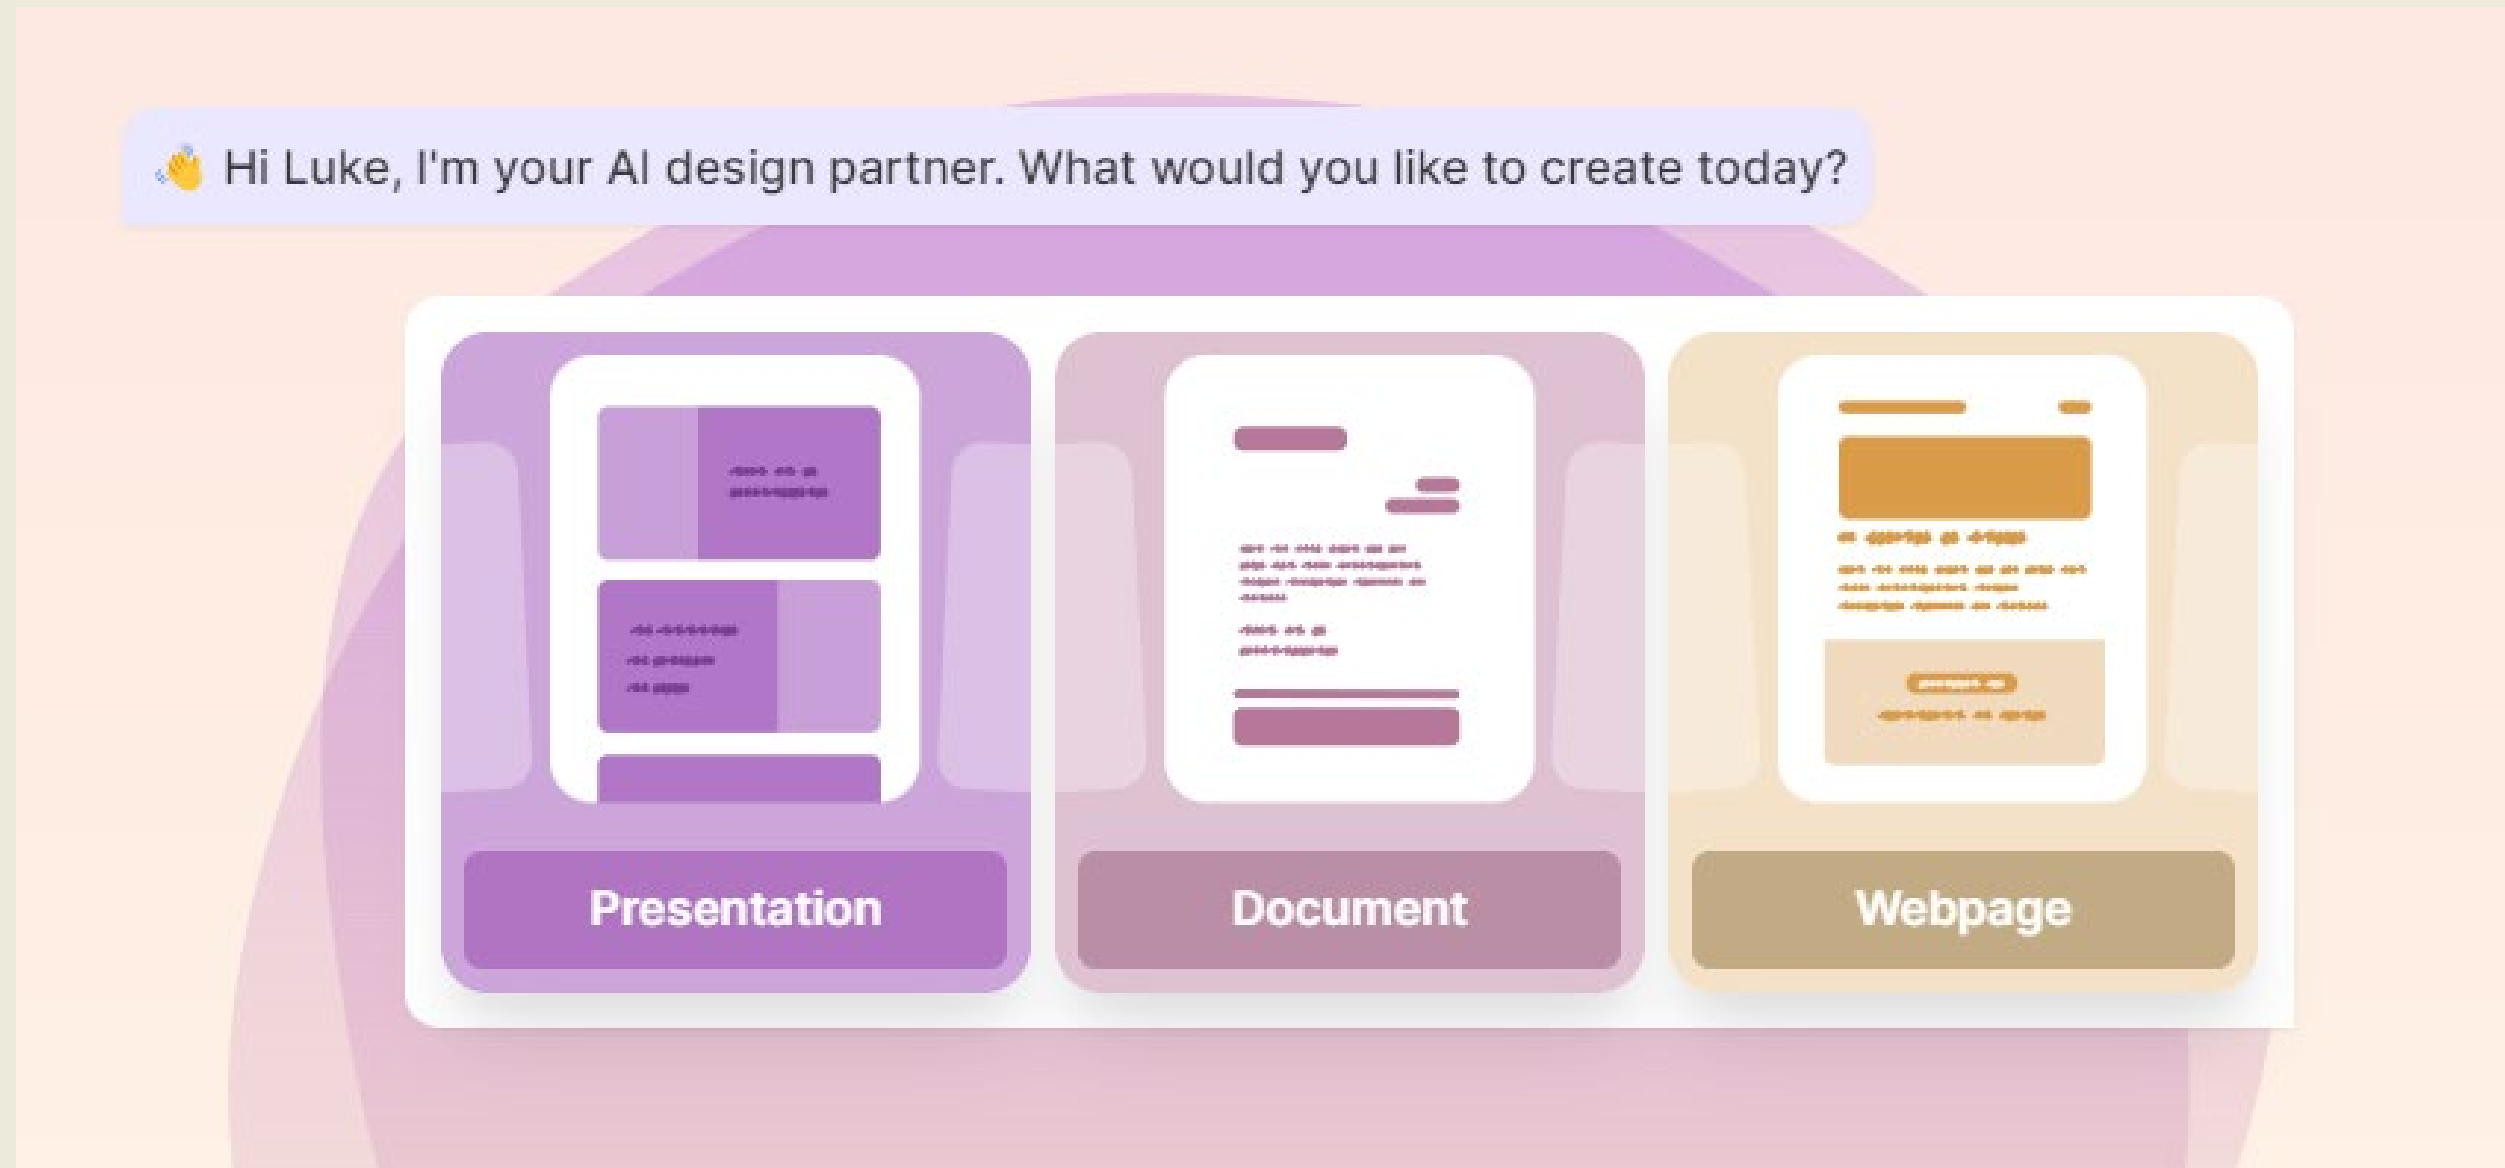 👋 Hi Luke, I'm your AI design partner. What would you like to create today?
Presentation
Document
Webpage